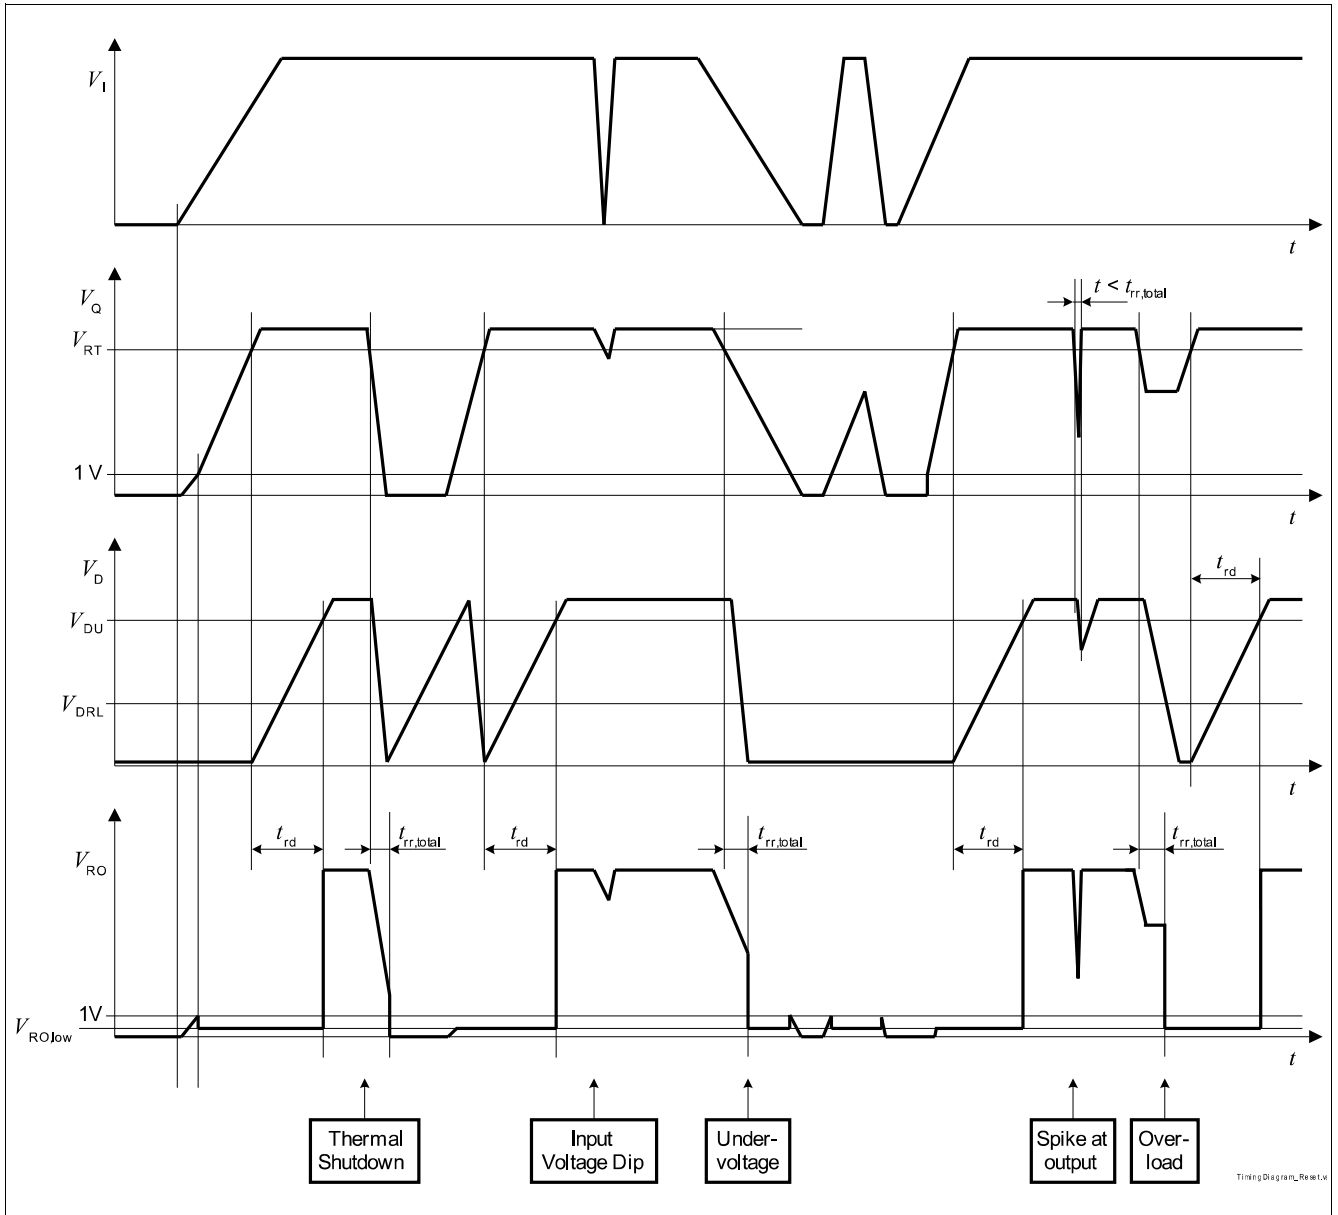 V_I
t
V_Q
t < t_rr,total
V_RT
1 V
t
V_D
t_rd
V_DU
V_DRL
t
t_rd
t_rr,total
t_rd
t_rr,total
t_rd
t_rr,total
V_RO
1V
V_RO,low
t
Thermal
Shutdown
Input
Voltage Dip
Under-
voltage
Spike at
output
Over-
load